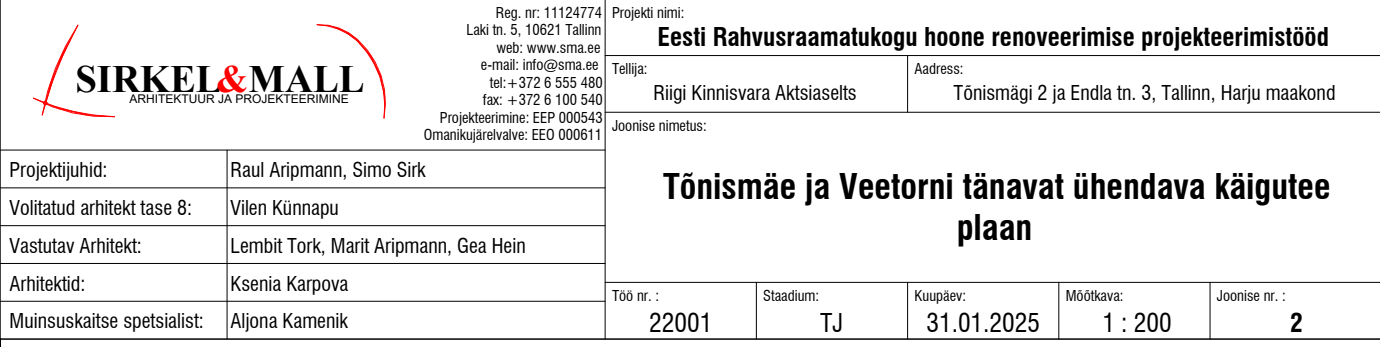 SIRKEL&MALL
ARHITEKTUUR JA PROJEKTEERIMINE
Reg. nr: 11124774
Laki tn. 5, 10621 Tallinn
web: www.sma.ee
e-mail: info@sma.ee
tel:+372 6 555 480
fax: +372 6 100 540
Projekteerimine: EEP 000543
Omanikujärelvalve: EEO 000611
Projektijuhid: Raul Aripmann, Simo Sirk
Volitatud arhitekt tase 8: Vilen Künnapu
Vastutav Arhitekt: Lembit Tork, Marit Aripmann, Gea Hein
Arhitektid: Ksenia Karpova
Muinsuskaitse spetsialist: Aljona Kamenik
Projekti nimi:
Eesti Rahvusraamatukogu hoone renoveerimise projekteerimistööd
Tellija:
Riigi Kinnisvara Aktsiaselts
Aadress:
Tõnismägi 2 ja Endla tn. 3, Tallinn, Harju maakond
Joonise nimetus:
Tõnismäe ja Veetorni tänavat ühendava käigutee
plaan
Töö nr. :
22001
Staadium:
TJ
Kuupäev:
31.01.2025
Mõõtkava:
1 : 200
Joonise nr. :
2